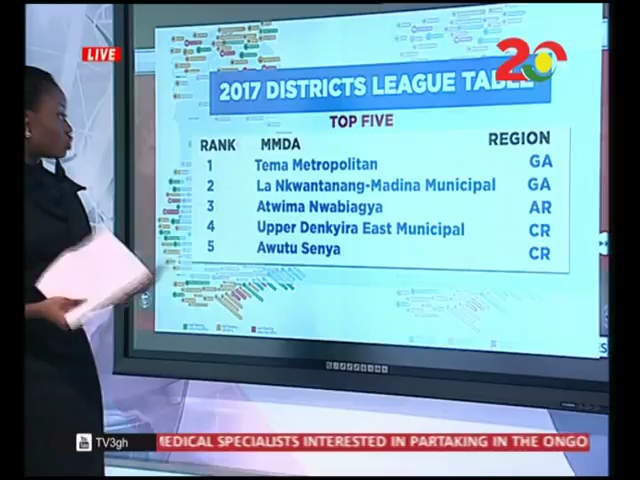 LIVE
20
2017 DISTRICTS LEAGUE TABLE
TOP FIVE
RANK MMDA REGION
1 Tema Metropolitan GA
2 La Nkwantanang-Madina Municipal GA
3 Atwima Nwabiagya AR
4 Upper Denkyira East Municipal CR
5 Awutu Senya CR
TV3gh
MEDICAL SPECIALISTS INTERESTED IN PARTAKING IN THE ONGO